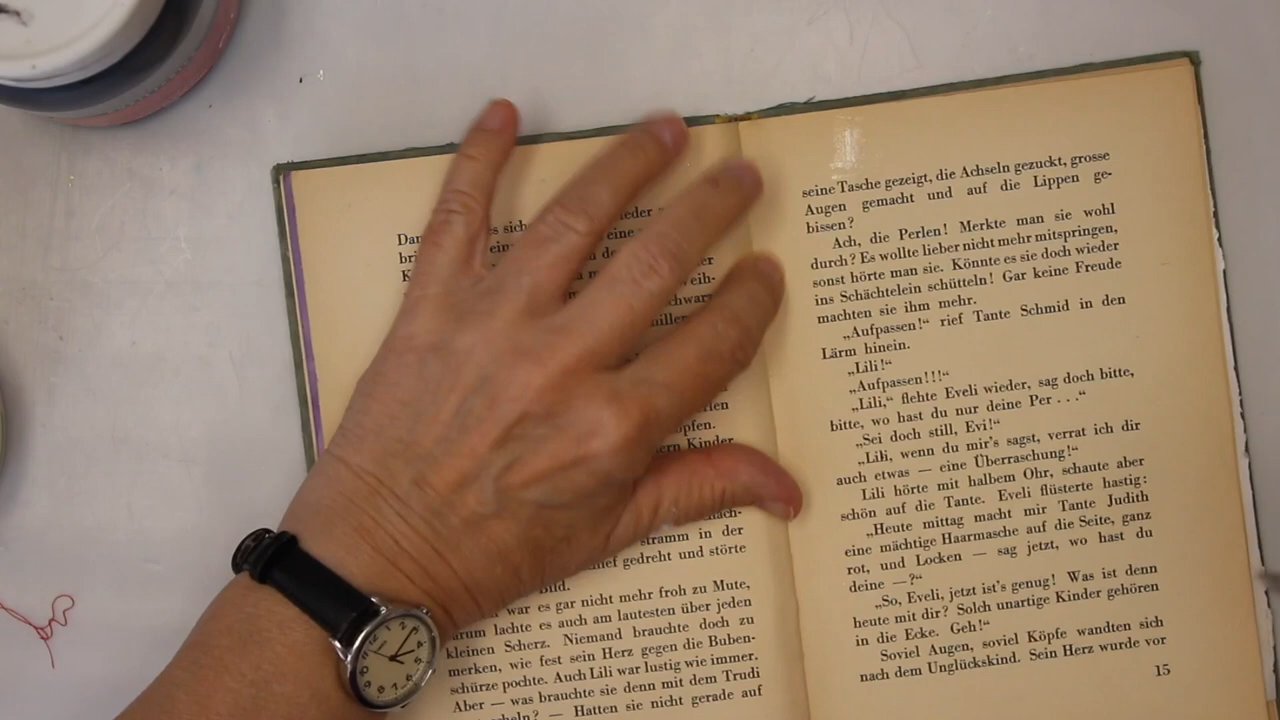 es sich
eine
weih-
schwarz
pfen.
Kinder
stramm in der
gedreht und störte
Bild.
war es gar nicht mehr froh zu Mute,
lachte es auch am lautesten über jeden
kleinen Scherz. Niemand brauchte doch zu
merken, wie fest sein Herz gegen die Buben-
schürze pochte. Auch Lili war lustig wie immer.
Aber — was brauchte sie denn mit dem Trudi
— Hatten sie nicht gerade auf
seine Tasche gezeigt, die Achseln gezuckt, grosse
Augen gemacht und auf die Lippen ge-
bissen?
Ach, die Perlen! Merkte man sie wohl
durch? Es wollte lieber nicht mehr mitspringen,
sonst hörte man sie. Könnte es sie doch wieder
ins Schächtelein schütteln! Gar keine Freude
machten sie ihm mehr.
„Aufpassen!“ rief Tante Schmid in den
Lärm hinein.
„Lili!“
„Aufpassen!!!“
„Lili,“ flehte Eveli wieder, sag doch bitte,
bitte, wo hast du nur deine Per . . .“
„Sei doch still, Evi!“
„Lili, wenn du mir’s sagst, verrat ich dir
auch etwas — eine Überraschung!“
Lili hörte mit halbem Ohr, schaute aber
schön auf die Tante. Eveli flüsterte hastig:
„Heute mittag macht mir Tante Judith
eine mächtige Haarmasche auf die Seite, ganz
rot, und Locken — sag jetzt, wo hast du
deine —?“
„So, Eveli, jetzt ist’s genug! Was ist denn
heute mit dir? Solch unartige Kinder gehören
in die Ecke. Geh!“
Soviel Augen, soviel Köpfe wandten sich
nach dem Unglückskind. Sein Herz wurde vor
15